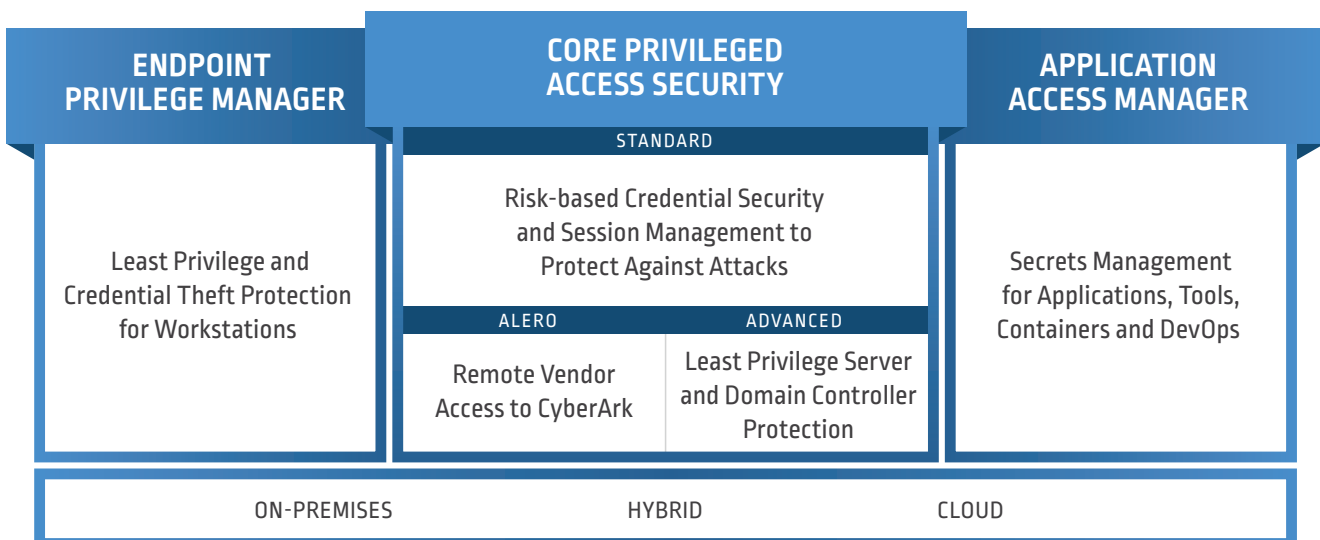 ENDPOINT
PRIVILEGE MANAGER
CORE PRIVILEGED
ACCESS SECURITY
APPLICATION
ACCESS MANAGER
STANDARD
Risk-based Credential Security
and Session Management to
Protect Against Attacks
Least Privilege and
Credential Theft Protection
for Workstations
Secrets Management
for Applications, Tools,
Containers and DevOps
ALERO
ADVANCED
Remote Vendor
Access to CyberArk
Least Privilege Server
and Domain Controller
Protection
ON-PREMISES
HYBRID
CLOUD